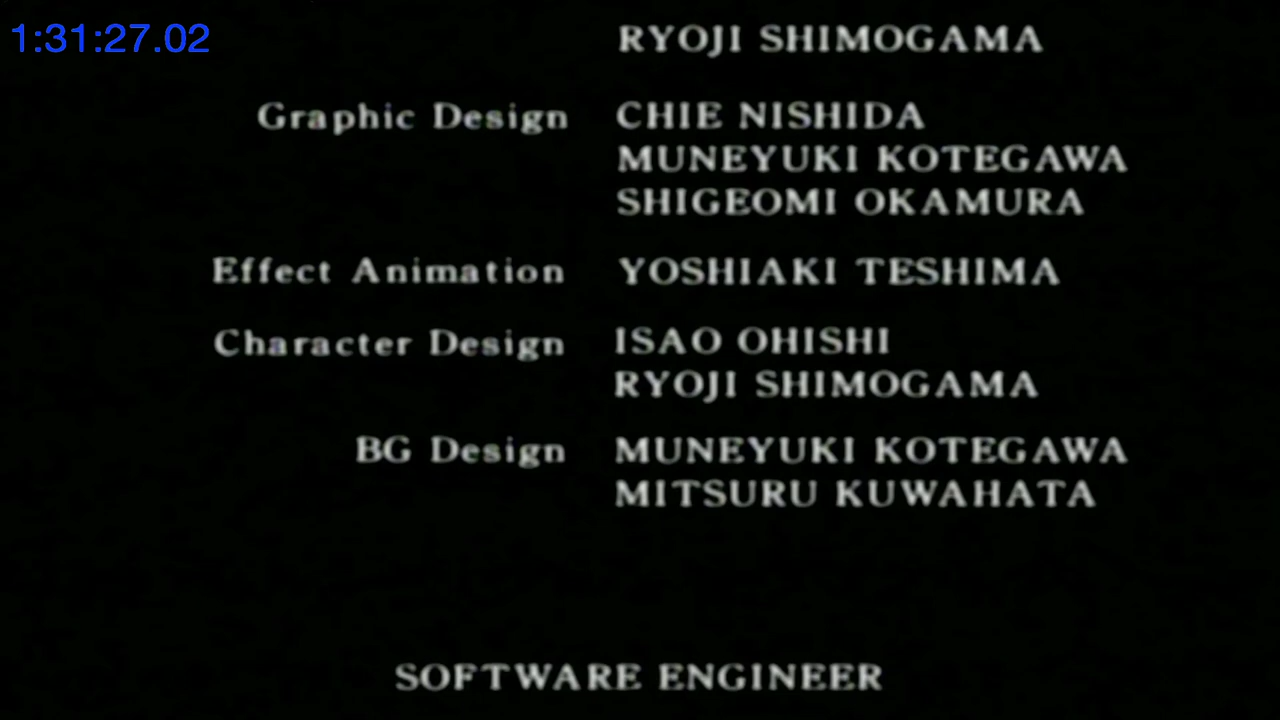 1:31:27.02
RYOJI SHIMOGAMA
Graphic Design CHIE NISHIDA
MUNEYUKI KOTEGAWA
SHIGEOMI OKAMURA
Effect Animation YOSHIAKI TESHIMA
Character Design ISAO OHISHI
RYOJI SHIMOGAMA
BG Design MUNEYUKI KOTEGAWA
MITSURU KUWAHATA
SOFTWARE ENGINEER